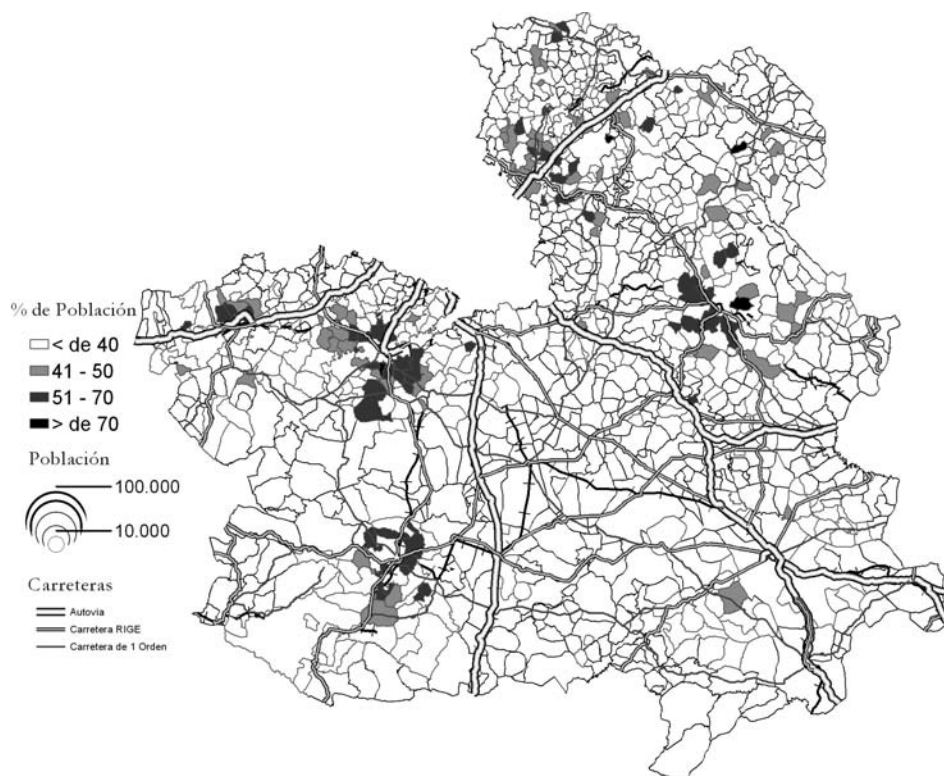 % de Población
< de 40
41 - 50
51 - 70
> de 70
Población
100.000
10.000
Carreteras
Autovía
Carretera RIGE
Carretera de 1 Orden